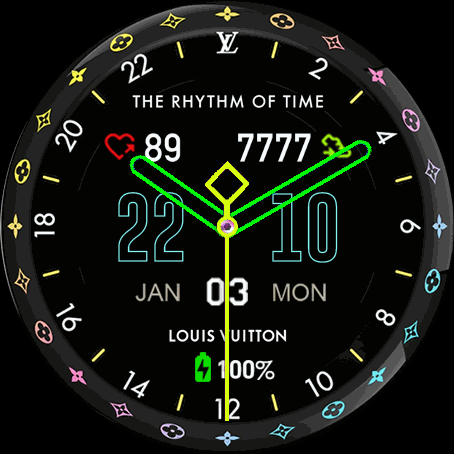 LV
22 2
THE RHYTHM OF TIME
20 89 7777 4
22 10
18 6
JAN 03 MON
16 8
LOUIS VUITTON
100%
14 10
12